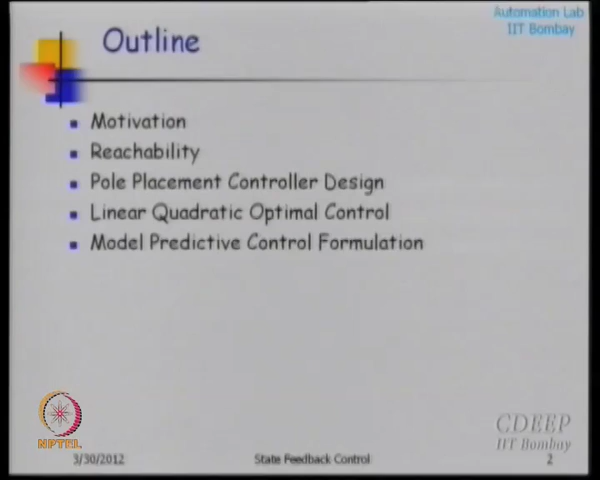 Automation Lab
IIT Bombay
Outline
Motivation
Reachability
Pole Placement Controller Design
Linear Quadratic Optimal Control
Model Predictive Control Formulation
NPTEL
CDEEP
IIT Bombay
3/30/2012
State Feedback Control
2